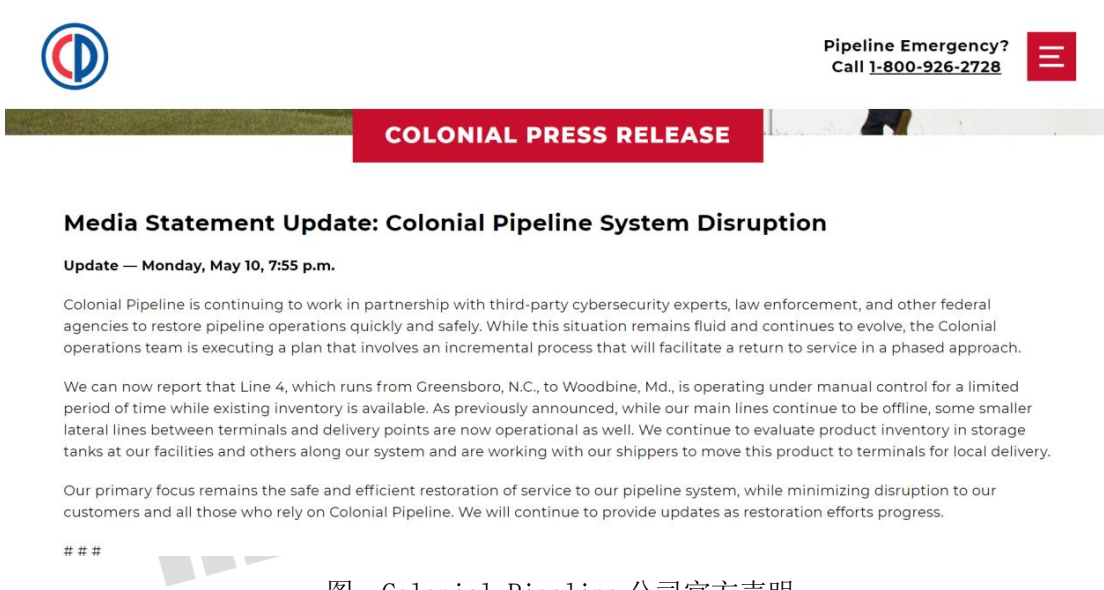 Pipeline Emergency?
Call 1-800-926-2728
COLONIAL PRESS RELEASE
Media Statement Update: Colonial Pipeline System Disruption
Update — Monday, May 10, 7:55 p.m.
Colonial Pipeline is continuing to work in partnership with third-party cybersecurity experts, law enforcement, and other federal
agencies to restore pipeline operations quickly and safely. While this situation remains fluid and continues to evolve, the Colonial
operations team is executing a plan that involves an incremental process that will facilitate a return to service in a phased approach.
We can now report that Line 4, which runs from Greensboro, N.C., to Woodbine, Md., is operating under manual control for a limited
period of time while existing inventory is available. As previously announced, while our main lines continue to be offline, some smaller
lateral lines between terminals and delivery points are now operational as well. We continue to evaluate product inventory in storage
tanks at our facilities and others along our system and are working with our shippers to move this product to terminals for local delivery.
Our primary focus remains the safe and efficient restoration of service to our pipeline system, while minimizing disruption to our
customers and all those who rely on Colonial Pipeline. We will continue to provide updates as restoration efforts progress.
# # #
图 Colonial Pipeline 公司官方声明